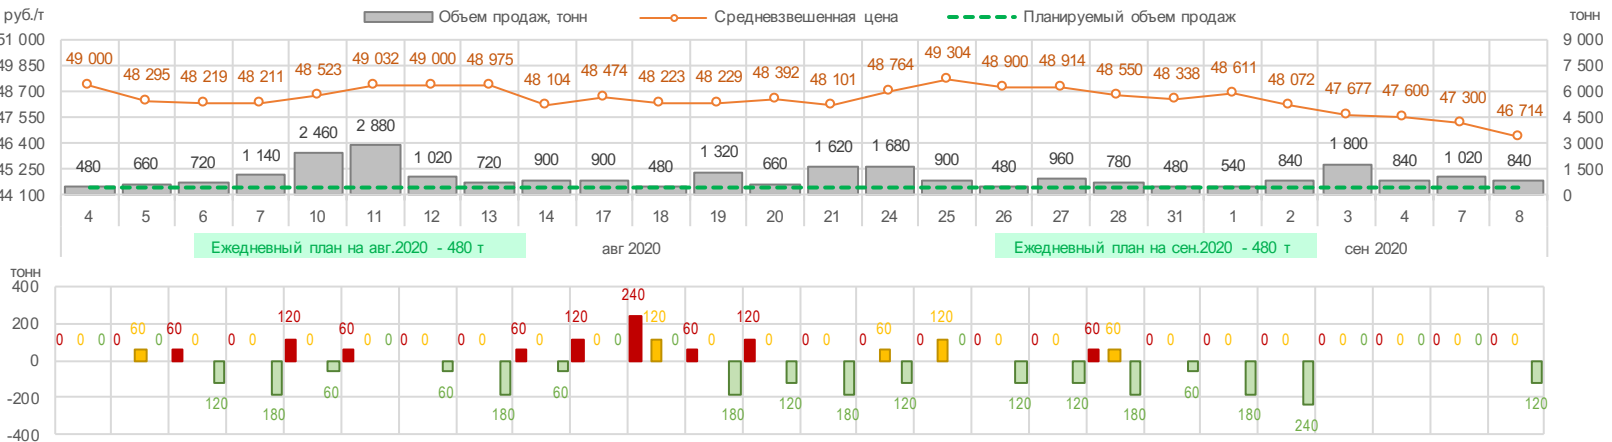 руб./т
Объем продаж, тонн
Средневзвешенная цена
Планируемый объем продаж
тонн
51 000
49 850
48 700
47 550
46 400
45 250
44 100
9 000
7 500
6 000
4 500
3 000
1 500
0
49 000 48 295 48 219 48 211 48 523 49 032 49 000 48 975 48 104 48 474 48 223 48 229 48 392 48 101 48 764 49 304 48 900 48 914 48 550 48 338 48 611 48 072 47 677 47 600 47 300 46 714
480 660 720 1 140 2 460 2 880 1 020 720 900 900 480 1 320 660 1 620 1 680 900 480 960 780 480 540 840 1 800 840 1 020 840
4 5 6 7 10 11 12 13 14 17 18 19 20 21 24 25 26 27 28 31 1 2 3 4 7 8
Ежедневный план на авг.2020 - 480 т
авг 2020
Ежедневный план на сен.2020 - 480 т
сен 2020
тонн
400
200
0
-200
-400
0 0 0 0 60 0 60 0 120 0 0 180 120 0 60 60 0 0 0 0 60 0 0 180 60 0 60 120 0 0 240 120 0 60 0 180 120 0 120 0 0 180 0 60 120 0 120 0 0 0 120 0 0 120 60 60 180 0 0 60 0 0 180 0 0 240 0 0 0 0 0 0 0 0 0 0 0 120